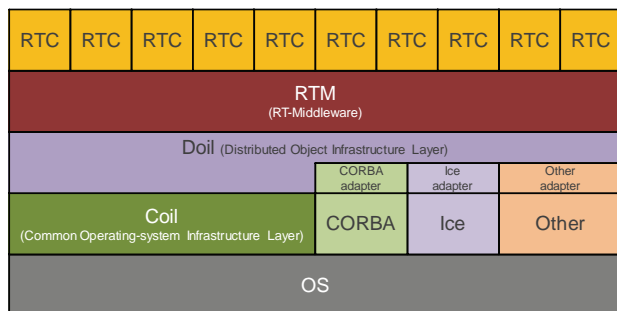 RTC RTC RTC RTC RTC RTC RTC RTC RTC RTC
RTM
(RT-Middleware)
Doil (Distributed Object Infrastructure Layer)
CORBA adapter
Ice adapter
Other adapter
Coil
(Common Operating-system Infrastructure Layer)
CORBA
Ice
Other
OS